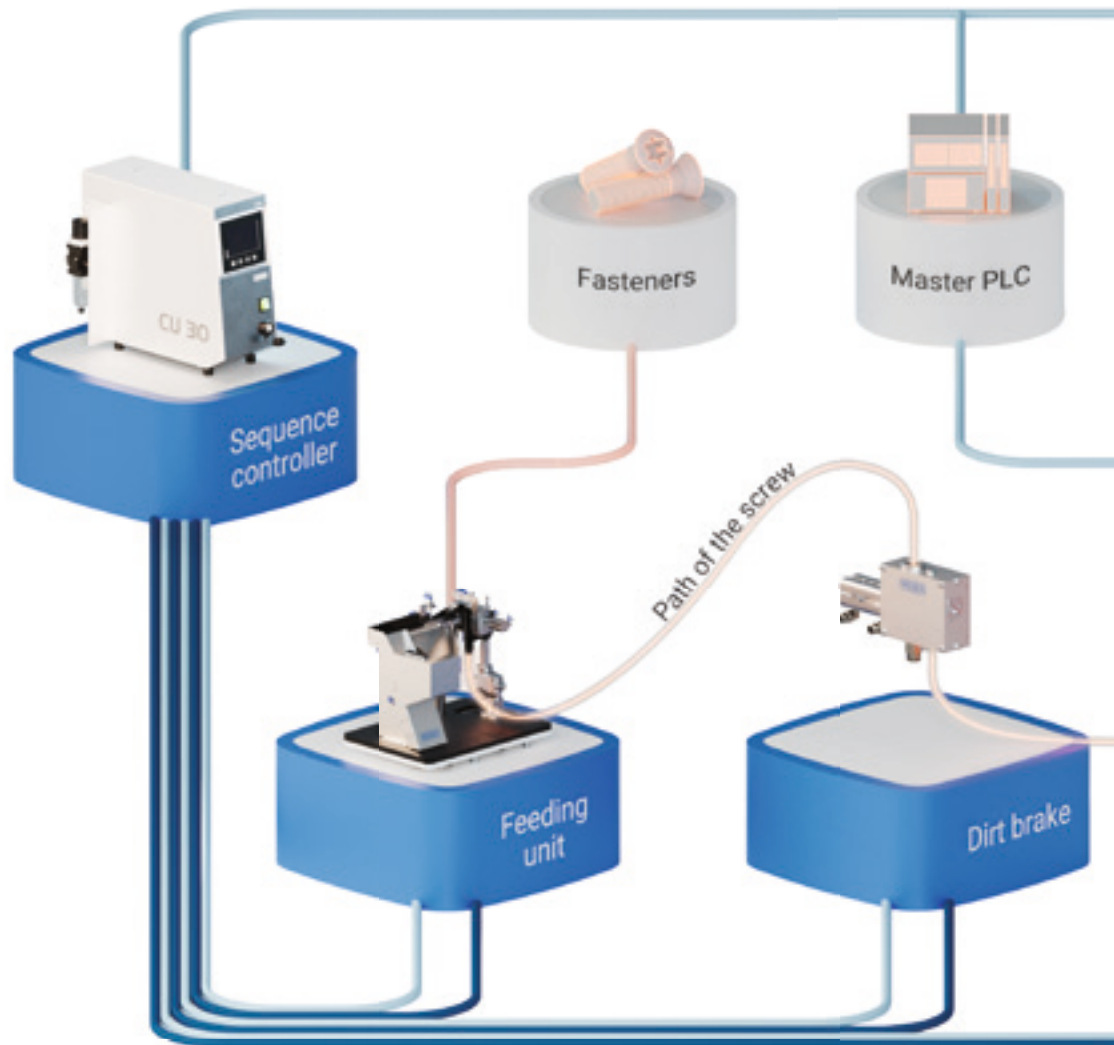 CU 30
Sequence
controller
Fasteners
Master PLC
Path of the screw
Feeding
unit
Dirt brake